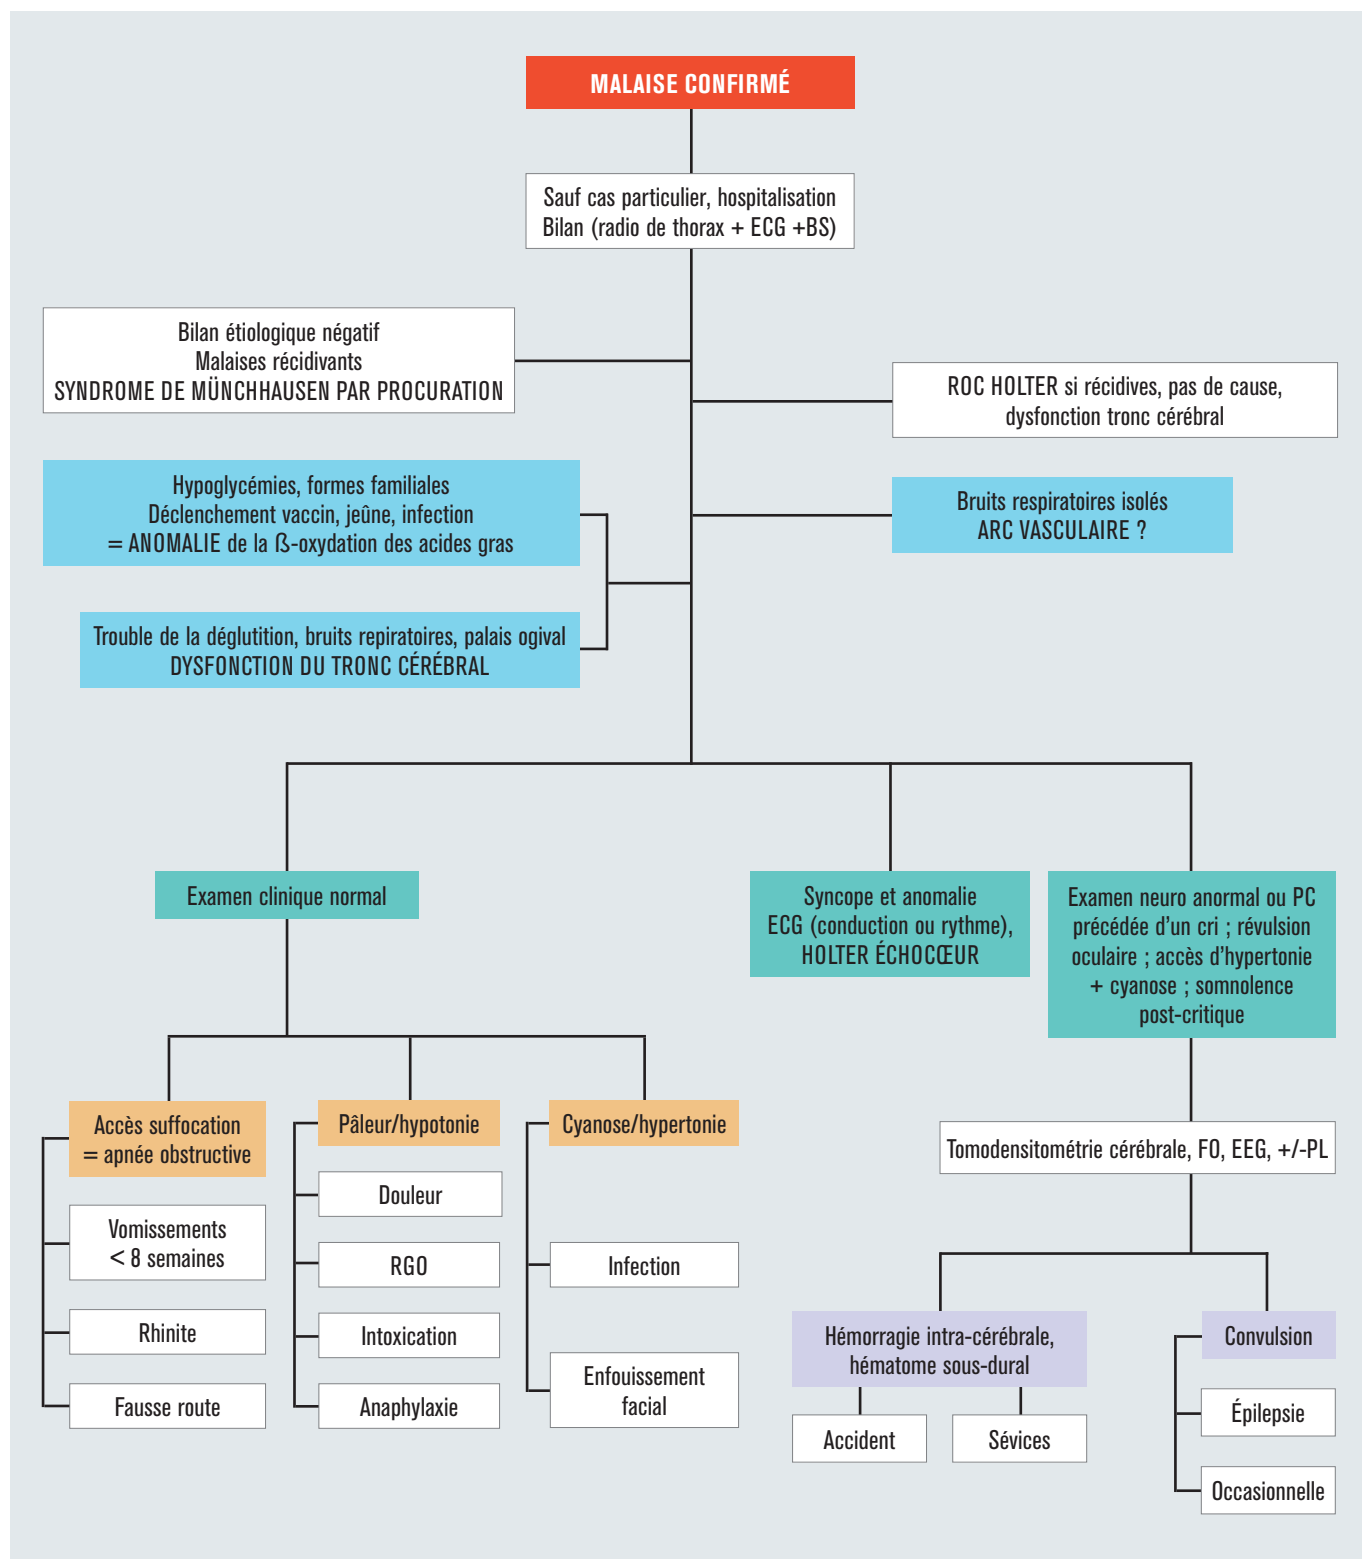 MALAISE CONFIRMÉ
Sauf cas particulier, hospitalisation
Bilan (radio de thorax + ECG +BS)
Bilan étiologique négatif
Malaises récidivants
SYNDROME DE MÜNCHHAUSEN PAR PROCURATION
ROC HOLTER si récidives, pas de cause,
dysfonction tronc cérébral
Hypoglycémies, formes familiales
Déclenchement vaccin, jeûne, infection
= ANOMALIE de la ß-oxydation des acides gras
Bruits respiratoires isolés
ARC VASCULAIRE ?
Trouble de la déglutition, bruits repiratoires, palais ogival
DYSFONCTION DU TRONC CÉRÉBRAL
Examen clinique normal
Syncope et anomalie
ECG (conduction ou rythme),
HOLTER ÉCHOCŒUR
Examen neuro anormal ou PC
précédée d'un cri ; révulsion
oculaire ; accès d'hypertonie
+ cyanose ; somnolence
post-critique
Accès suffocation
= apnée obstructive
Vomissements
< 8 semaines
Rhinite
Fausse route
Pâleur/hypotonie
Douleur
RGO
Intoxication
Anaphylaxie
Cyanose/hypertonie
Infection
Enfouissement
facial
Tomodensitométrie cérébrale, FO, EEG, +/-PL
Hémorragie intra-cérébrale,
hématome sous-dural
Accident
Sévices
Convulsion
Épilepsie
Occasionnelle